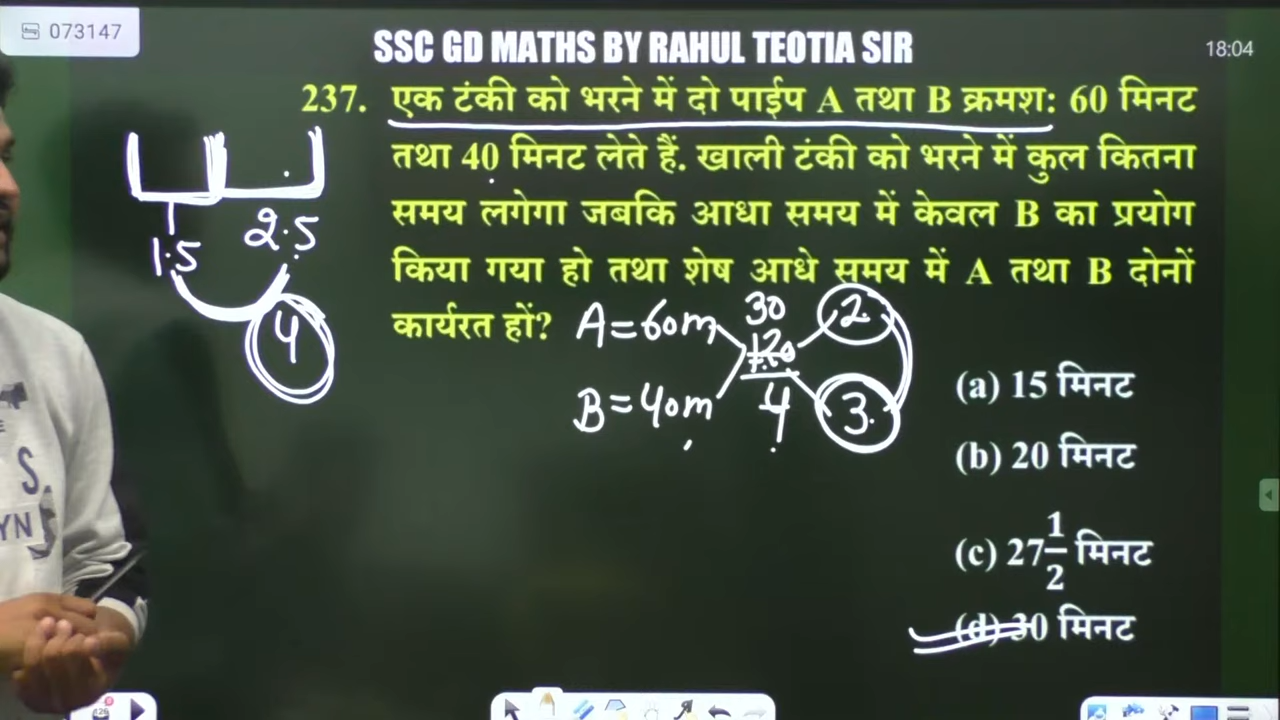 073147
SSC GD MATHS BY RAHUL TEOTIA SIR
18:04
237. एक टंकी को भरने में दो पाईप A तथा B क्रमश: 60 मिनट
तथा 40 मिनट लेते हैं. खाली टंकी को भरने में कुल कितना
समय लगेगा जबकि आधा समय में केवल B का प्रयोग
किया गया हो तथा शेष आधे समय में A तथा B दोनों
कार्यरत हों?
1.5 2.5
4
A=60m
B=40m
30
120
4
2
3
(a) 15 मिनट
(b) 20 मिनट
(c) 27 1/2 मिनट
(d) 30 मिनट
S
YN